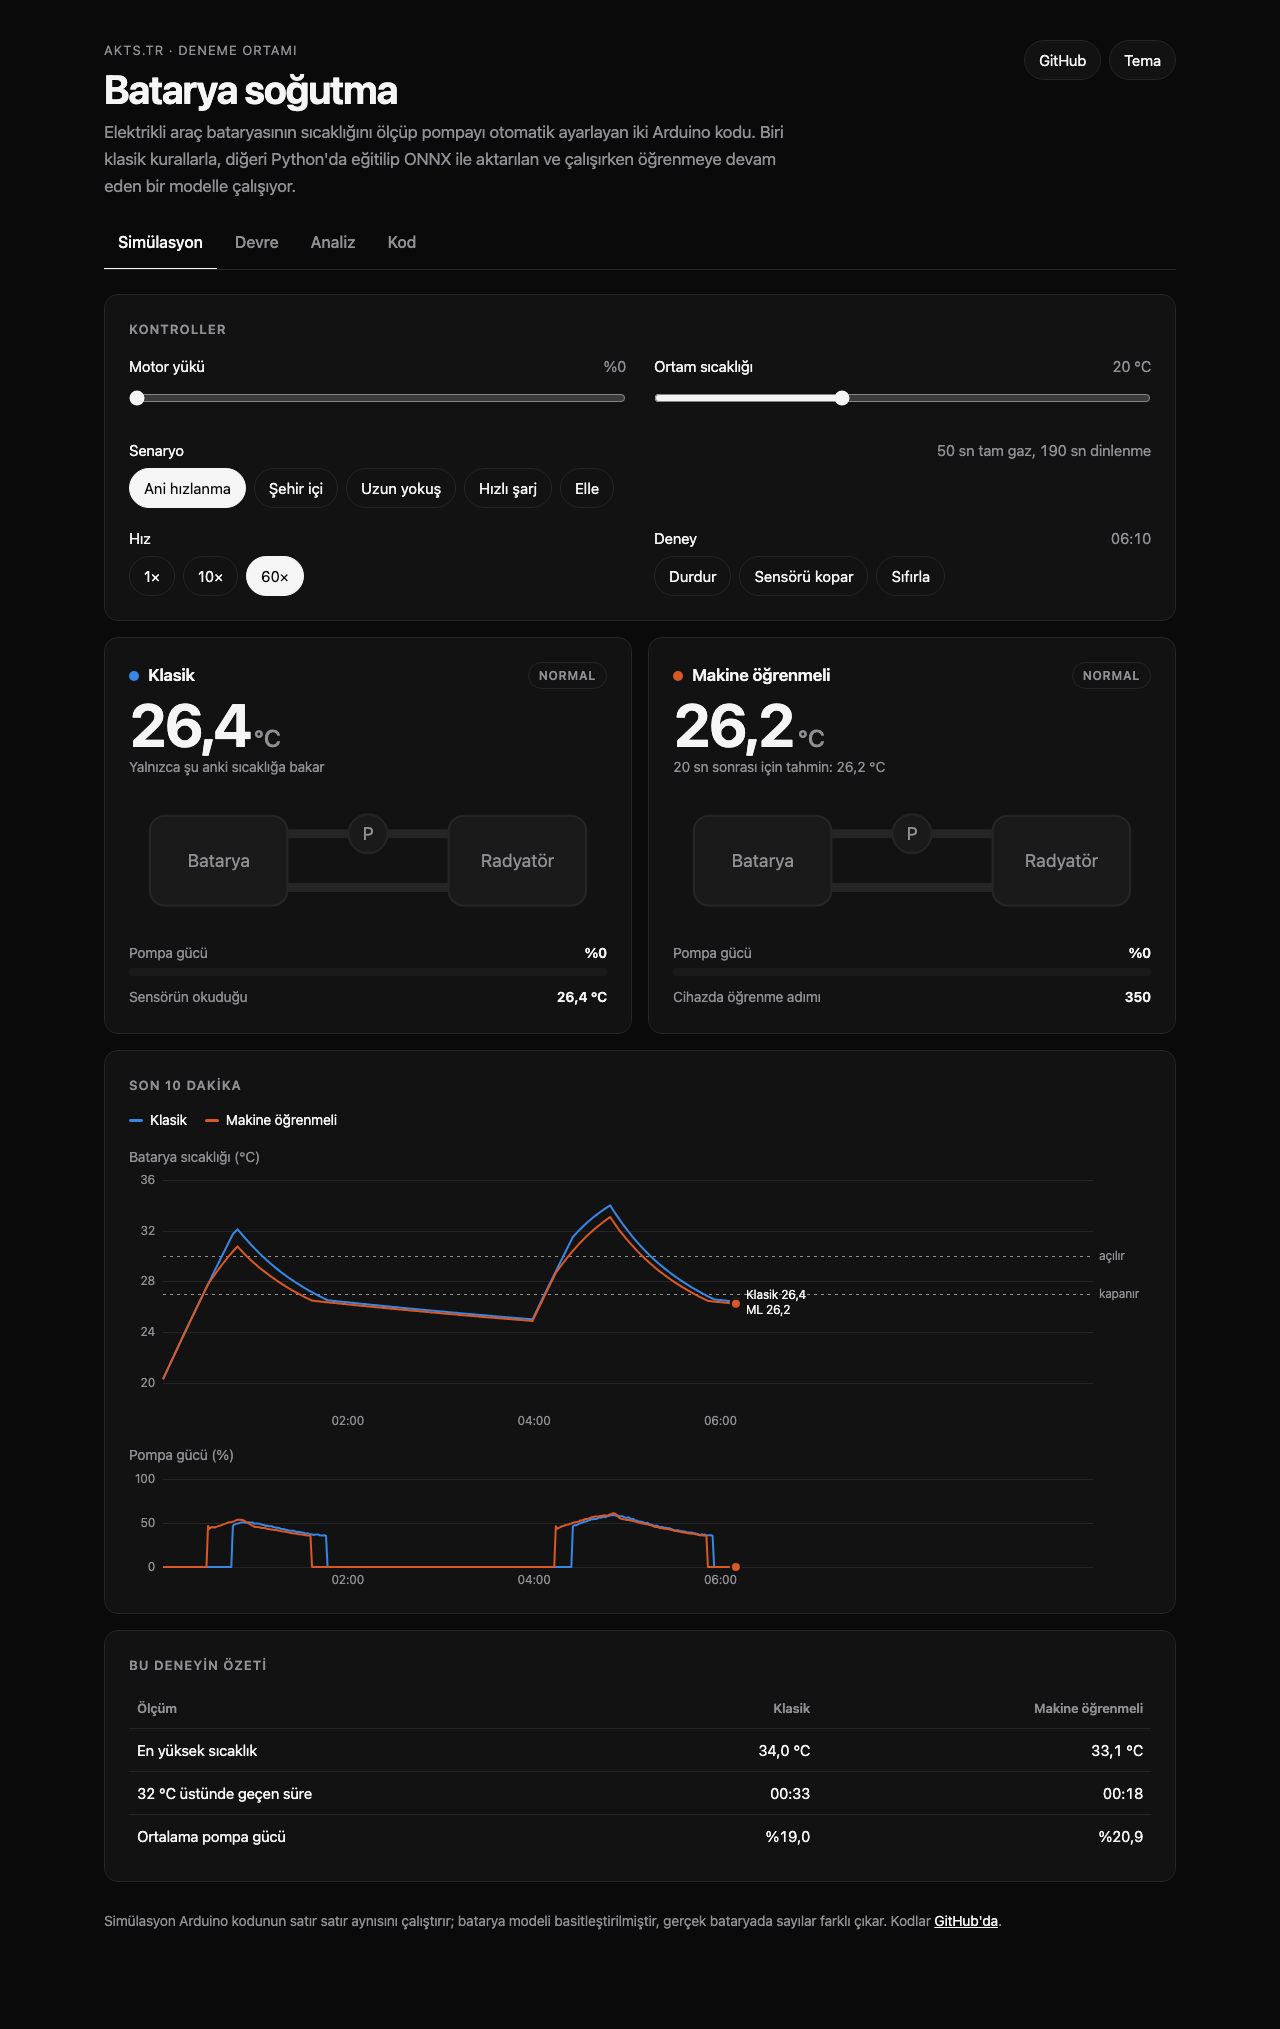 AKTS.TR · DENEME ORTAMI
GitHub
Tema
Batarya soğutma
Elektrikli araç bataryasının sıcaklığını ölçüp pompayı otomatik ayarlayan iki Arduino kodu. Biri
klasik kurallarla, diğeri Python'da eğitilip ONNX ile aktarılan ve çalışırken öğrenmeye devam
eden bir modelle çalışıyor.
Simülasyon
Devre
Analiz
Kod
KONTROLLER
Motor yükü
%0
Ortam sıcaklığı
20 °C
Senaryo
50 sn tam gaz, 190 sn dinlenme
Ani hızlanma
Şehir içi
Uzun yokuş
Hızlı şarj
Elle
Hız
Deney
06:10
1×
10×
60×
Durdur
Sensörü kopar
Sıfırla
Klasik
NORMAL
26,4 °C
Yalnızca şu anki sıcaklığa bakar
Batarya
P
Radyatör
Pompa gücü
%0
Sensörün okuduğu
26,4 °C
Makine öğrenmeli
NORMAL
26,2 °C
20 sn sonrası için tahmin: 26,2 °C
Batarya
P
Radyatör
Pompa gücü
%0
Cihazda öğrenme adımı
350
SON 10 DAKİKA
Klasik
Makine öğrenmeli
Batarya sıcaklığı (°C)
36
32
açılır
28
kapanır
Klasik 26,4
ML 26,2
24
20
02:00
04:00
06:00
Pompa gücü (%)
100
50
0
02:00
04:00
06:00
BU DENEYİN ÖZETİ
Ölçüm
Klasik
Makine öğrenmeli
En yüksek sıcaklık
34,0 °C
33,1 °C
32 °C üstünde geçen süre
00:33
00:18
Ortalama pompa gücü
%19,0
%20,9
Simülasyon Arduino kodunun satır satır aynısını çalıştırır; batarya modeli basitleştirilmiştir, gerçek bataryada sayılar farklı çıkar. Kodlar GitHub'da.